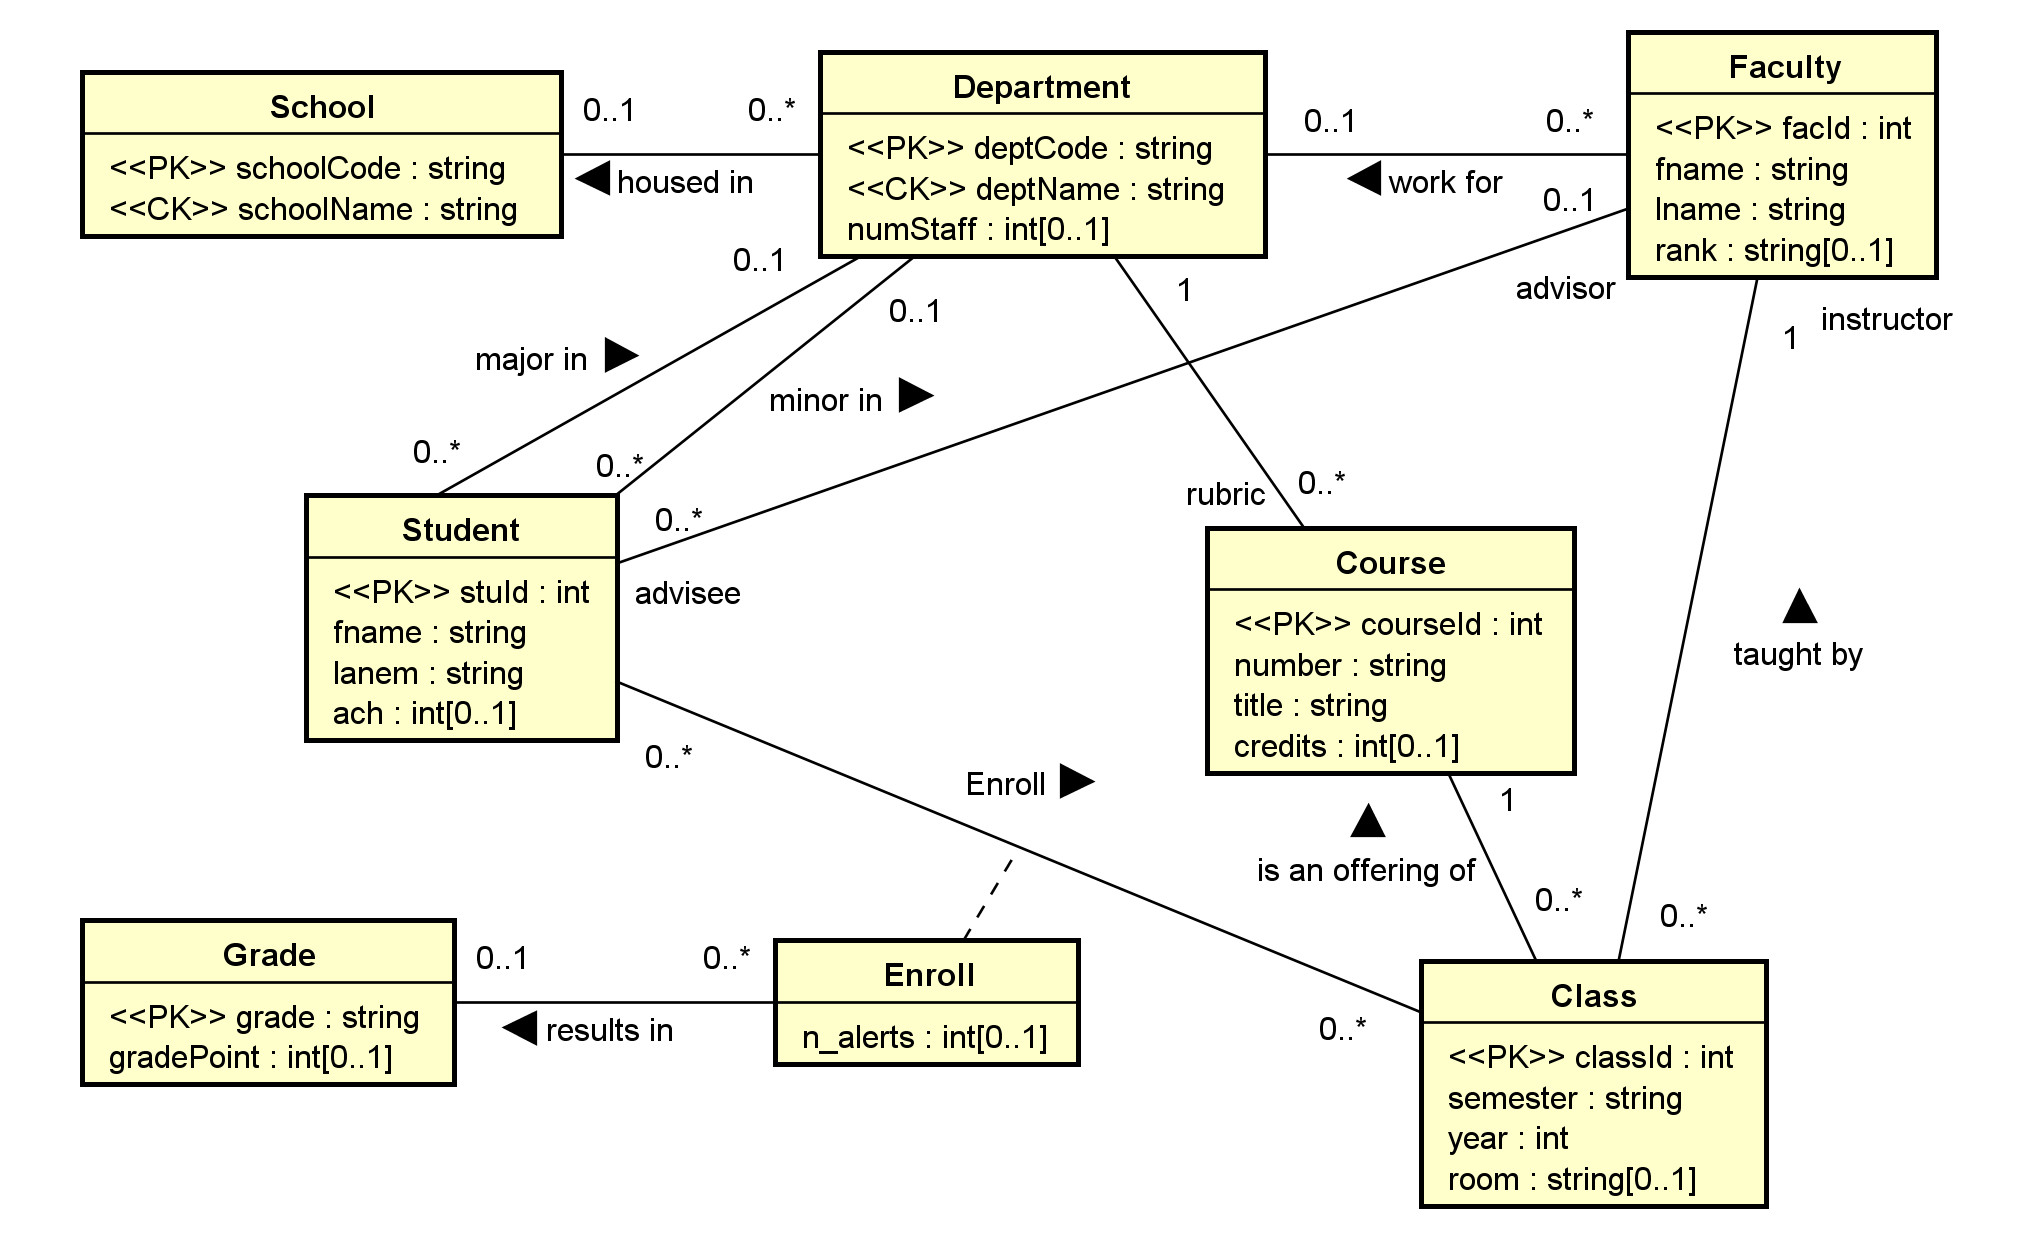 School
<<PK>> schoolCode : string
<<CK>> schoolName : string
0..1
0..*
housed in
Department
<<PK>> deptCode : string
<<CK>> deptName : string
numStaff : int[0..1]
0..1
0..*
work for
Faculty
<<PK>> facId : int
fname : string
lname : string
rank : string[0..1]
0..1
advisor
1
instructor
0..1
0..1
1
major in
minor in
0..*
0..*
0..*
advisee
rubric
0..*
Student
<<PK>> stuId : int
fname : string
lanem : string
ach : int[0..1]
Course
<<PK>> courseId : int
number : string
title : string
credits : int[0..1]
taught by
0..*
Enroll
1
is an offering of
0..*
0..*
0..*
Grade
<<PK>> grade : string
gradePoint : int[0..1]
0..1
0..*
results in
Enroll
n_alerts : int[0..1]
Class
<<PK>> classId : int
semester : string
year : int
room : string[0..1]